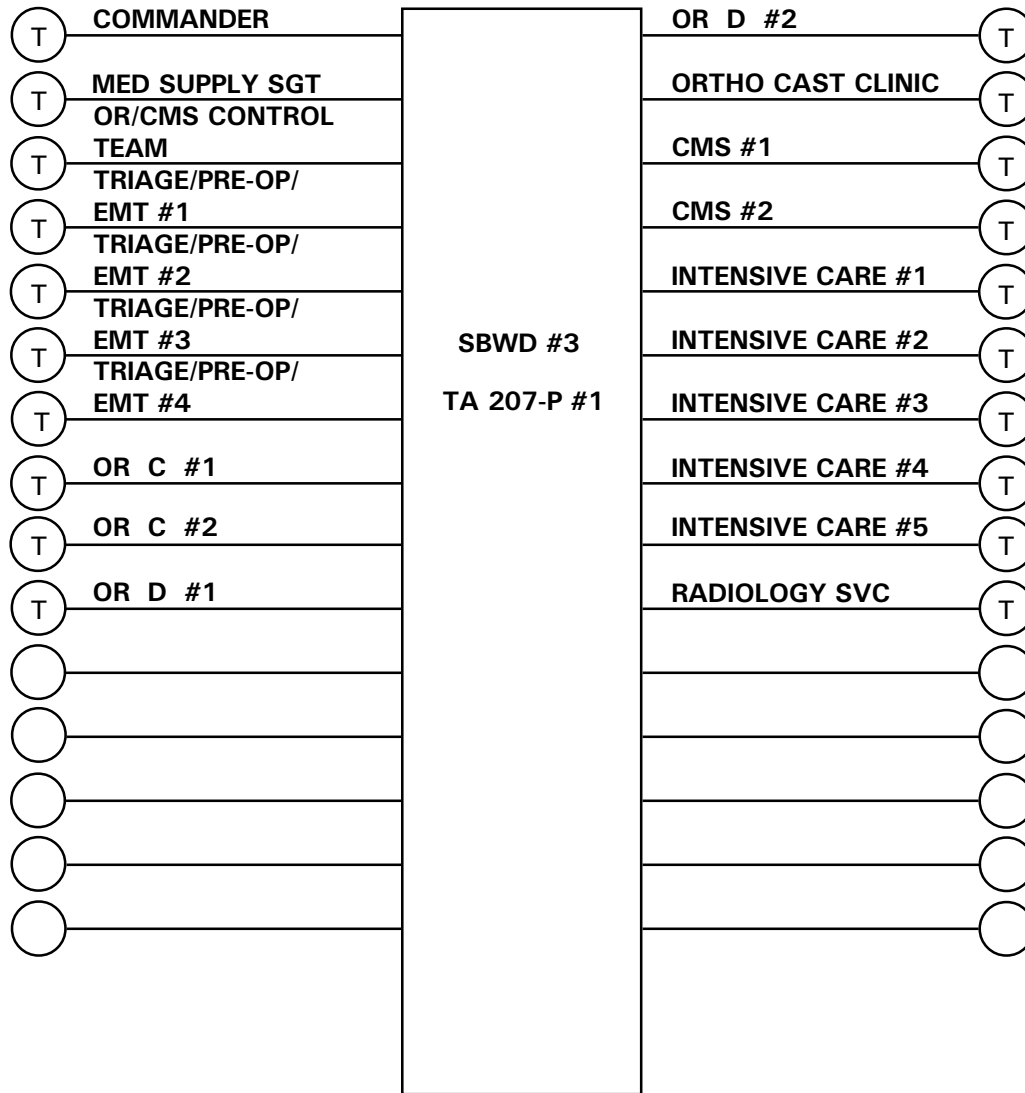 T COMMANDER
T MED SUPPLY SGT
OR/CMS CONTROL
T TEAM
TRIAGE/PRE-OP/
T EMT #1
TRIAGE/PRE-OP/
T EMT #2
TRIAGE/PRE-OP/
T EMT #3
TRIAGE/PRE-OP/
T EMT #4
T OR C #1
T OR C #2
T OR D #1
SBWD #3
TA 207-P #1
OR D #2 T
ORTHO CAST CLINIC T
CMS #1 T
CMS #2 T
INTENSIVE CARE #1 T
INTENSIVE CARE #2 T
INTENSIVE CARE #3 T
INTENSIVE CARE #4 T
INTENSIVE CARE #5 T
RADIOLOGY SVC T